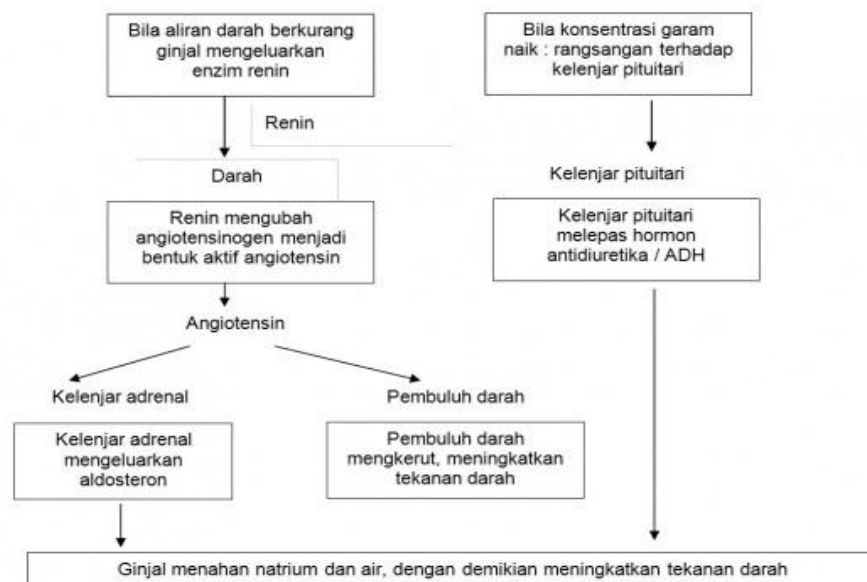 Bila aliran darah berkurang
ginjal mengeluarkan
enzim renin
Renin
Darah
Renin mengubah
angiotensinogen menjadi
bentuk aktif angiotensin
Angiotensin
Kelenjar adrenal
Kelenjar adrenal
mengeluarkan
aldosteron
Pembuluh darah
Pembuluh darah
mengkerut, meningkatkan
tekanan darah
Bila konsentrasi garam
naik : rangsangan terhadap
kelenjar pituitari
Kelenjar pituitari
Kelenjar pituitari
melepas hormon
antidiuretika / ADH
Ginjal menahan natrium dan air, dengan demikian meningkatkan tekanan darah